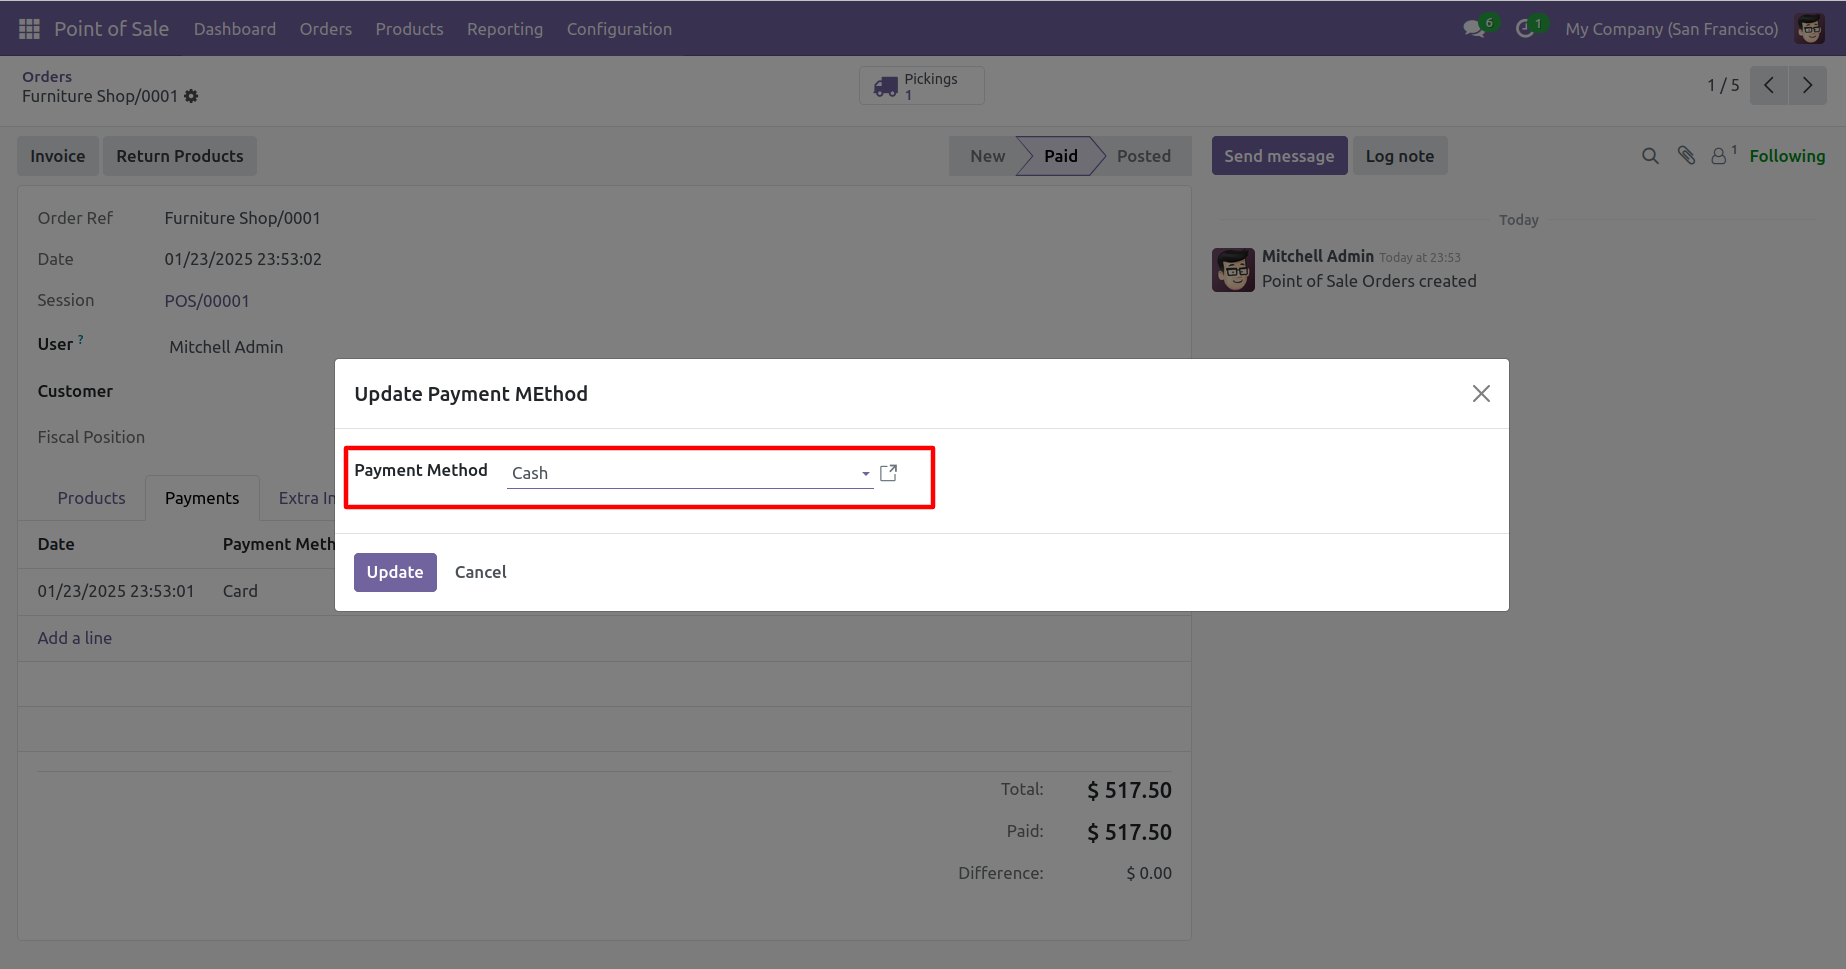 Point of Sale Dashboard Orders Products Reporting Configuration 6 1 My Company (San Francisco)
Orders
Furniture Shop/0001
Pickings
1
1 / 5
Invoice Return Products New Paid Posted Send message Log note 1 Following
Order Ref Furniture Shop/0001
Today
Date 01/23/2025 23:53:02
Mitchell Admin Today at 23:53
Point of Sale Orders created
Session POS/00001
User ? Mitchell Admin
Customer
Fiscal Position
Update Payment MEthod
Payment Method Cash
Update Cancel
Products Payments Extra In
Date Payment Meth
01/23/2025 23:53:01 Card
Add a line
Total: $ 517.50
Paid: $ 517.50
Difference: $ 0.00